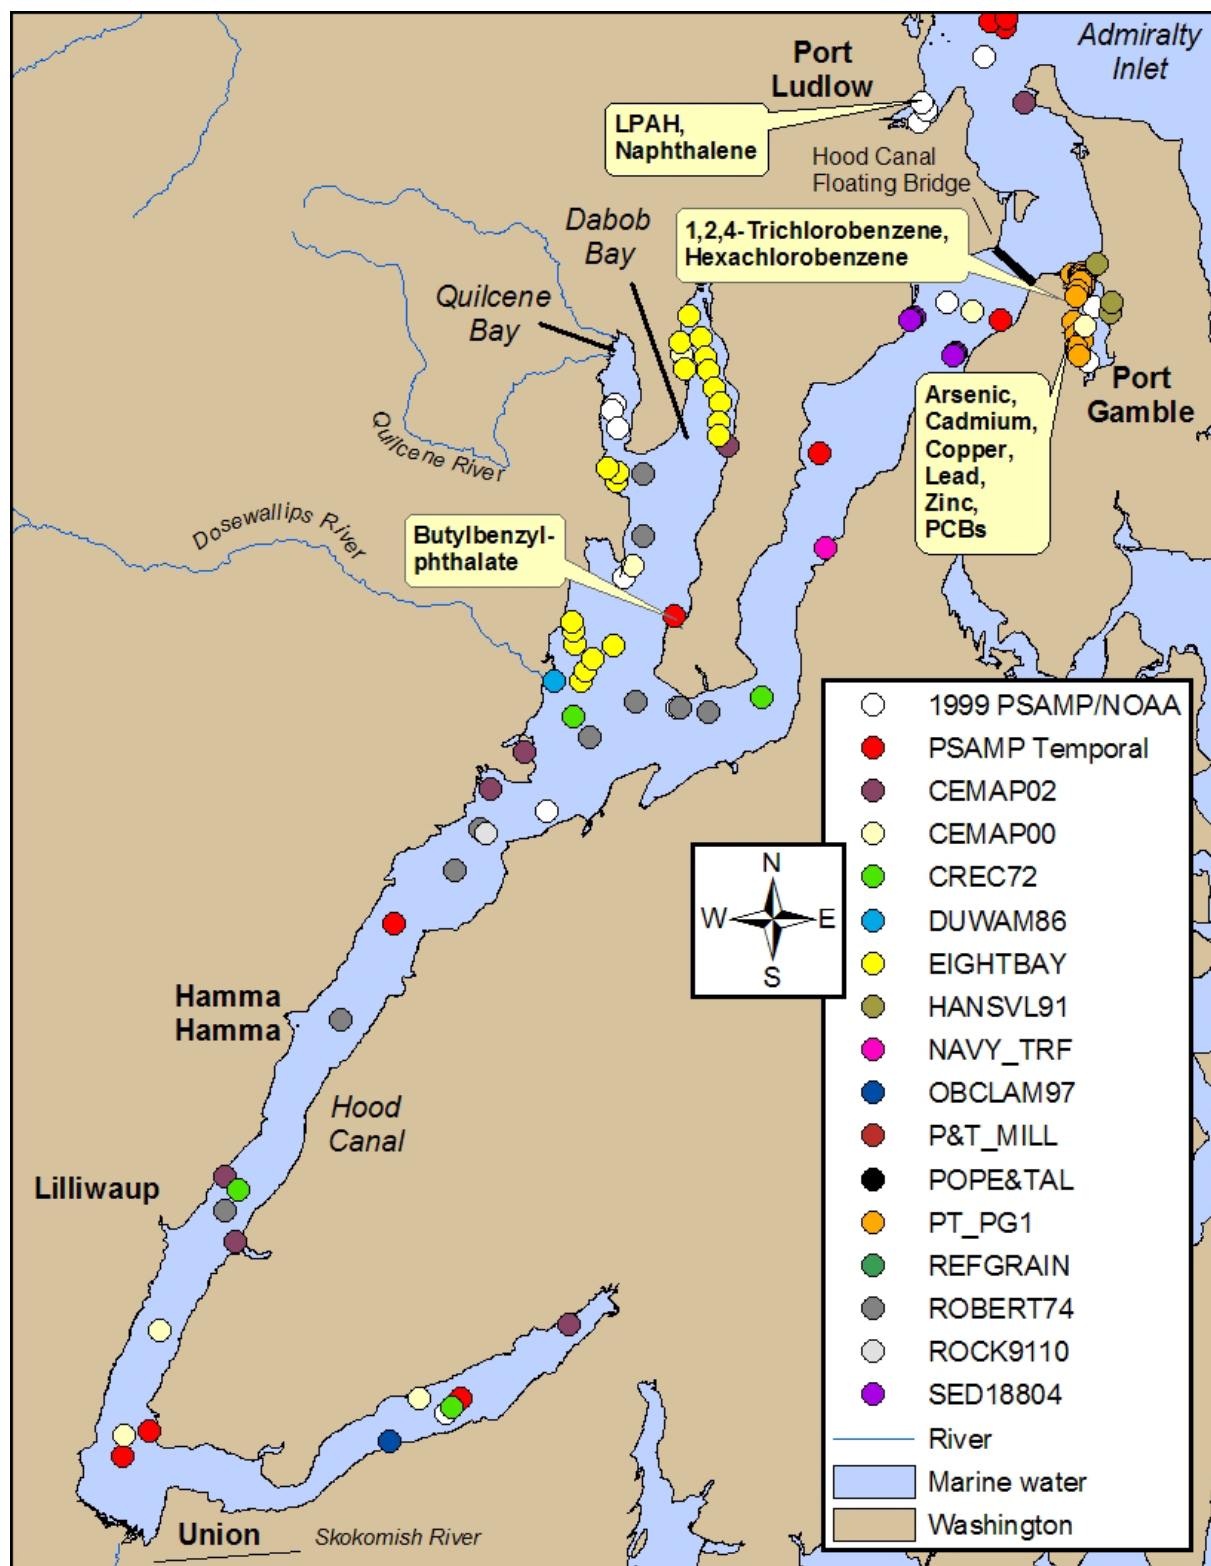 Admiralty
Inlet
Port
Ludlow
LPAH,
Naphthalene
Hood Canal
Floating Bridge
Dabob
Bay
1,2,4-Trichlorobenzene,
Hexachlorobenzene
Quilcene
Bay
Port
Gamble
Arsenic,
Cadmium,
Copper,
Lead,
Zinc,
PCBs
Quilcene River
Dosewallips River
Butylbenzyl-
phthalate
1999 PSAMP/NOAA
PSAMP Temporal
CEMAP02
CEMAP00
CREC72
DUWAM86
EIGHTBAY
HANSVL91
NAVY_TRF
OBCLAM97
P&T_MILL
POPE&TAL
PT_PG1
REFGRAIN
ROBERT74
ROCK9110
SED18804
River
Marine water
Washington
N
W E
S
Hamma
Hamma
Hood
Canal
Lilliwaup
Union
Skokomish River